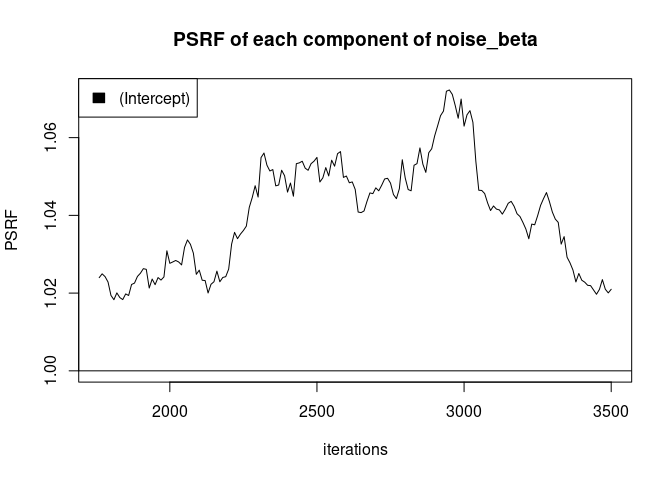 PSRF of each component of noise_beta
(Intercept)
PSRF
1.06
1.04
1.02
1.00
2000 2500 3000 3500
iterations